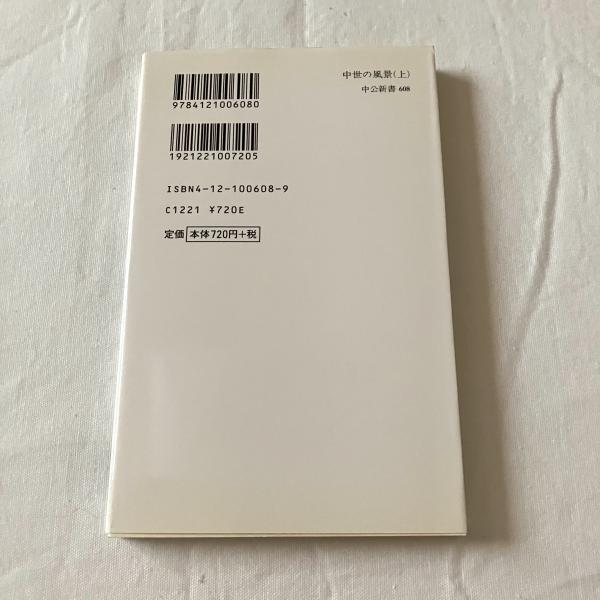 中世の風景(上)
中公新書 608
9784121006080
1921221007205
ISBN4-12-100608-9
C1221 ¥720E
定価 本体720円+税